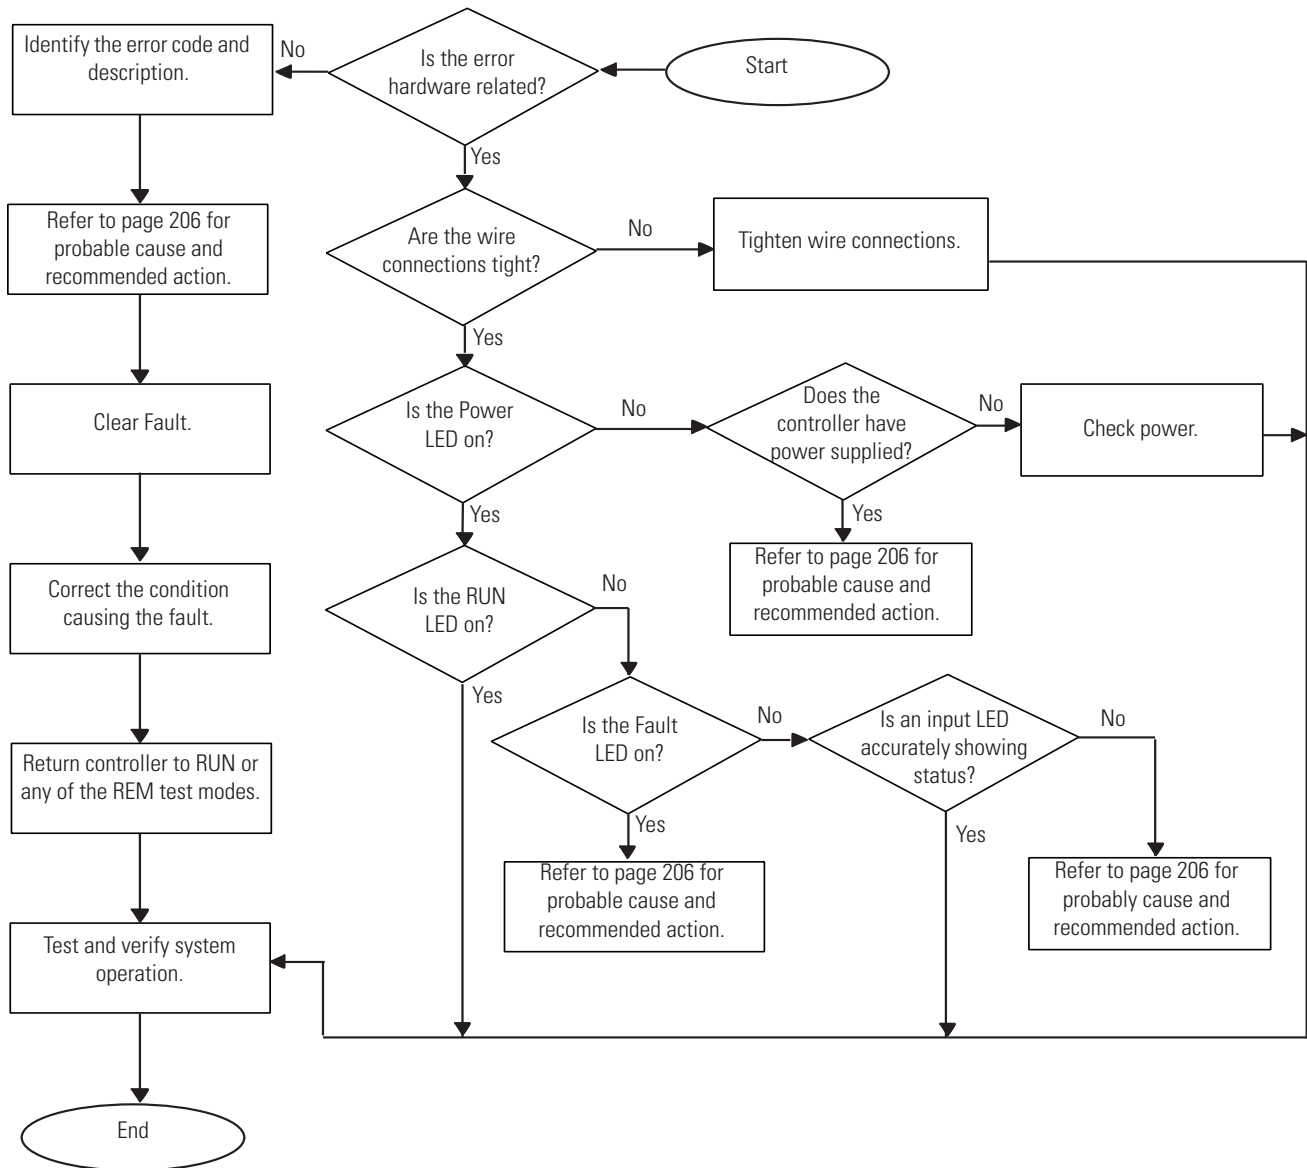 Start
Is the error
hardware related?
No
Identify the error code and
description.
Refer to page 206 for
probable cause and
recommended action.
Clear Fault.
Correct the condition
causing the fault.
Return controller to RUN or
any of the REM test modes.
Test and verify system
operation.
End
Yes
Are the wire
connections tight?
No
Tighten wire connections.
Yes
Is the Power
LED on?
No
Does the
controller have
power supplied?
No
Check power.
Yes
Refer to page 206 for
probable cause and
recommended action.
Yes
Is the RUN
LED on?
No
Yes
Is the Fault
LED on?
No
Is an input LED
accurately showing
status?
No
Yes
Refer to page 206 for
probable cause and
recommended action.
Yes
Refer to page 206 for
probably cause and
recommended action.